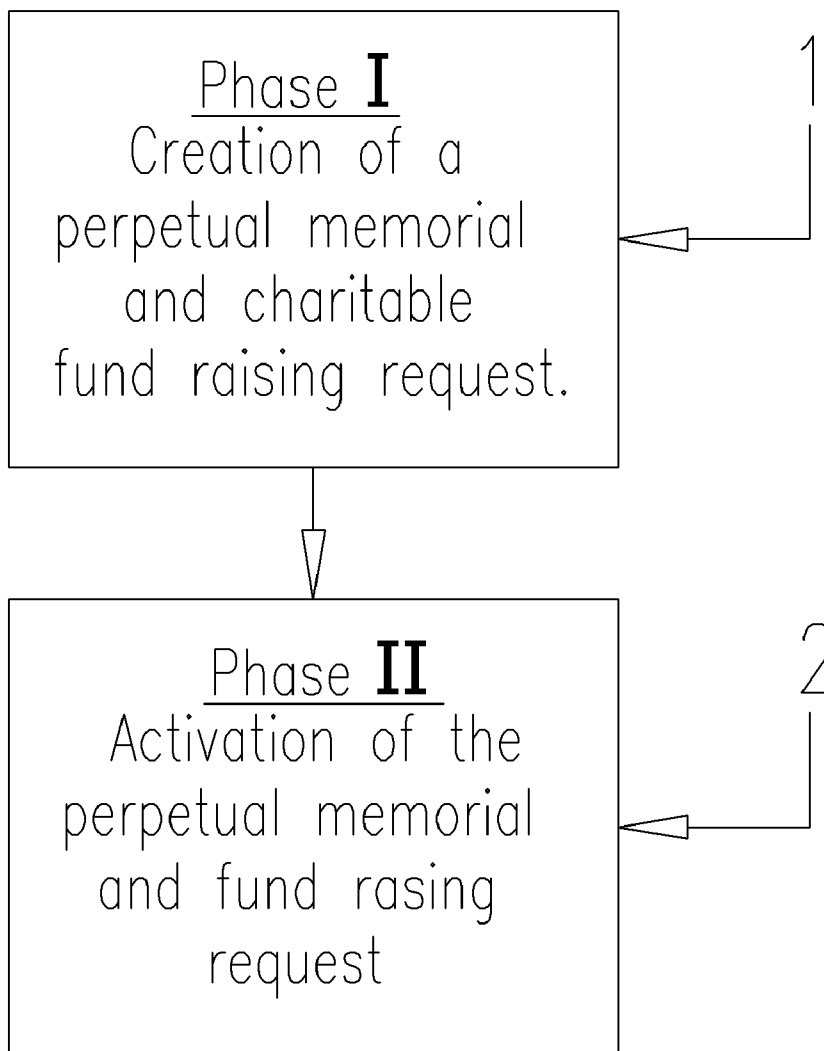 Phase I
1
Creation of a
perpetual memorial
and charitable
fund raising request.
Phase II
2
Activation of the
perpetual memorial
and fund rasing
request